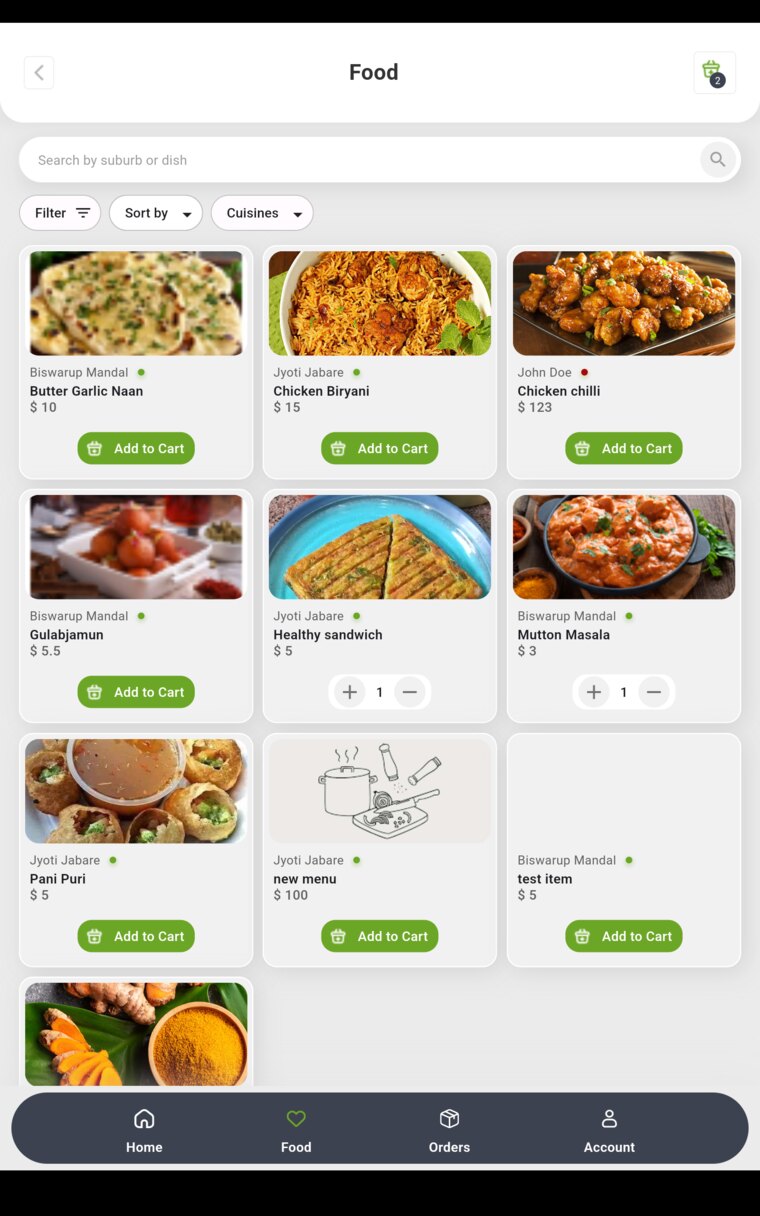 Food
2
Search by suburb or dish
Filter
Sort by
Cuisines
Biswarup Mandal
Butter Garlic Naan
$ 10
Add to Cart
Jyoti Jabare
Chicken Biryani
$ 15
Add to Cart
John Doe
Chicken chilli
$ 123
Add to Cart
Biswarup Mandal
Gulabjamun
$ 5.5
Add to Cart
Jyoti Jabare
Healthy sandwich
$ 5
1
Biswarup Mandal
Mutton Masala
$ 3
1
Jyoti Jabare
Pani Puri
$ 5
Add to Cart
Jyoti Jabare
new menu
$ 100
Add to Cart
Biswarup Mandal
test item
$ 5
Add to Cart
Home
Food
Orders
Account